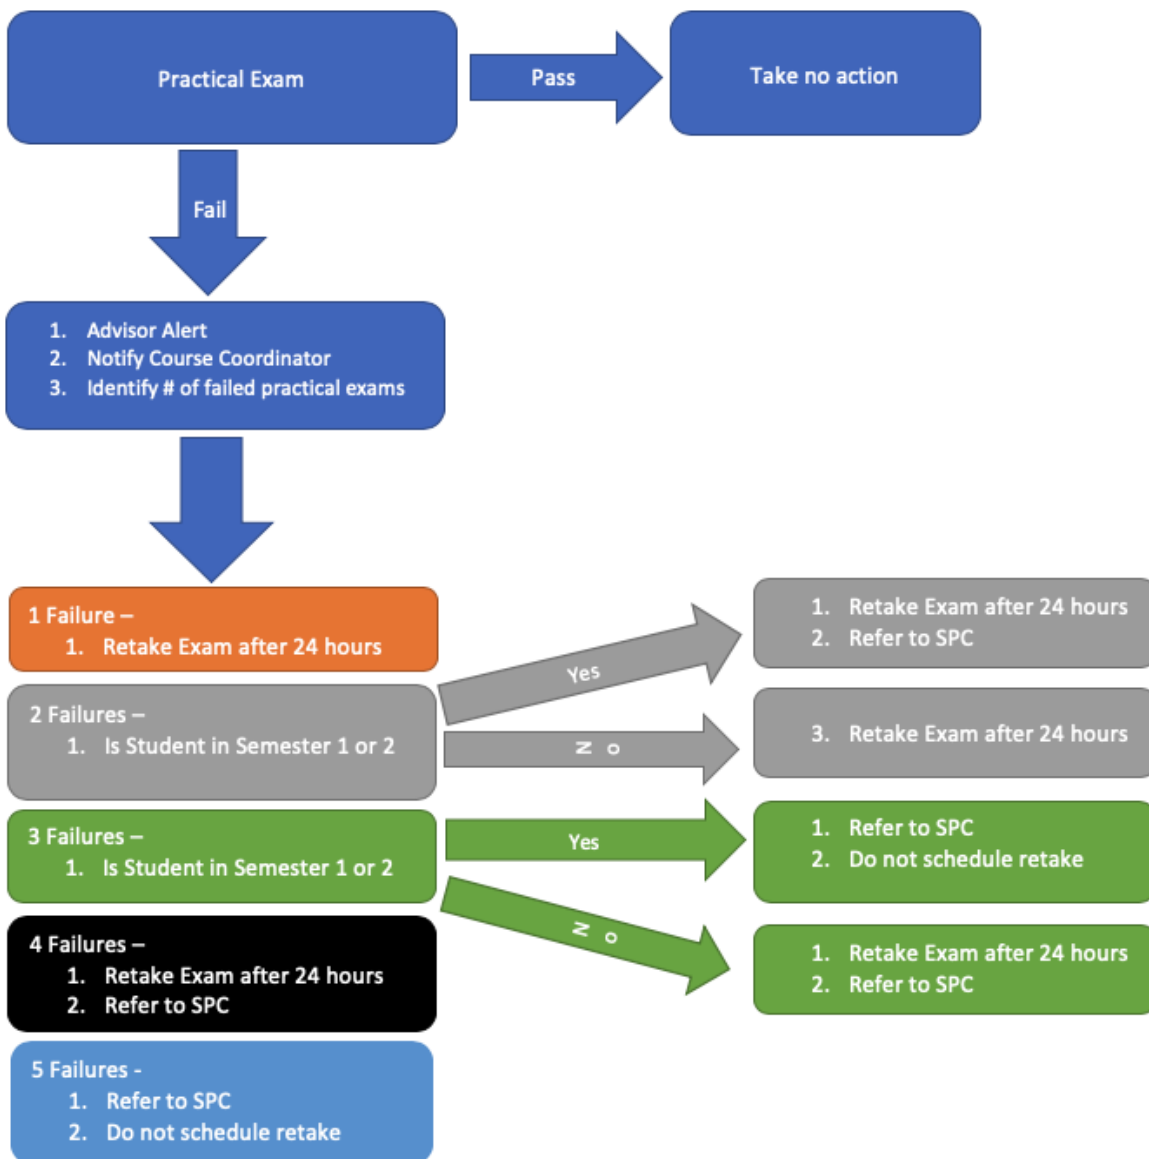 Practical Exam
Pass
Take no action
Fail
1. Advisor Alert
2. Notify Course Coordinator
3. Identify # of failed practical exams
1 Failure –
1. Retake Exam after 24 hours
2 Failures –
1. Is Student in Semester 1 or 2
Yes
1. Retake Exam after 24 hours
2. Refer to SPC
No
3. Retake Exam after 24 hours
3 Failures –
1. Is Student in Semester 1 or 2
Yes
1. Refer to SPC
2. Do not schedule retake
No
1. Retake Exam after 24 hours
2. Refer to SPC
4 Failures –
1. Retake Exam after 24 hours
2. Refer to SPC
5 Failures -
1. Refer to SPC
2. Do not schedule retake